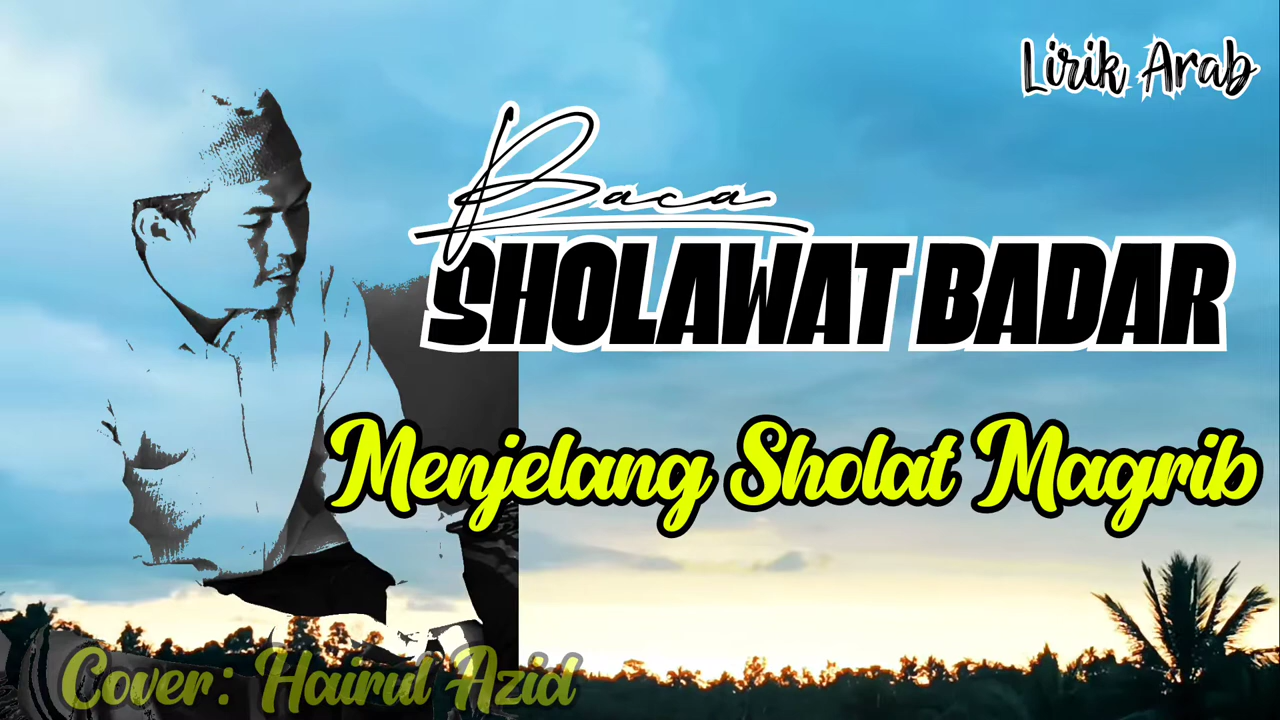 Lirik Arab
Baca
SHOLAWAT BADAR
Menjelang Sholat Magrib
Cover: Hairul Azid